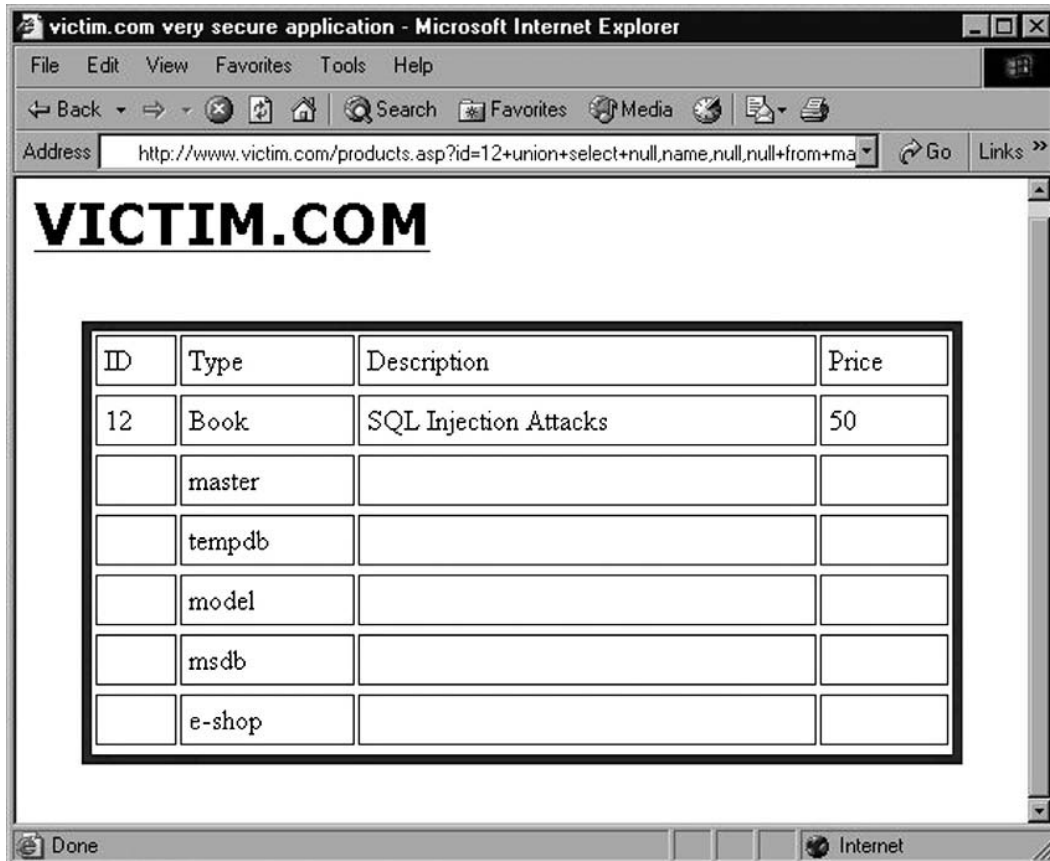 victim.com very secure application - Microsoft Internet Explorer
File Edit View Favorites Tools Help
Back Search Favorites Media
Address http://www.victim.com/products.asp?id=12+union+select+null,name,null,null+from+ma Go Links »
VICTIM.COM
ID Type Description Price
12 Book SQL Injection Attacks 50
master
tempdb
model
msdb
e-shop
Done Internet